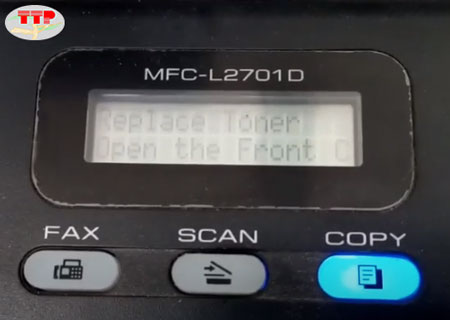 TTP
MFC-L2701D
Replace Toner
Open the Front C
FAX
SCAN
COPY